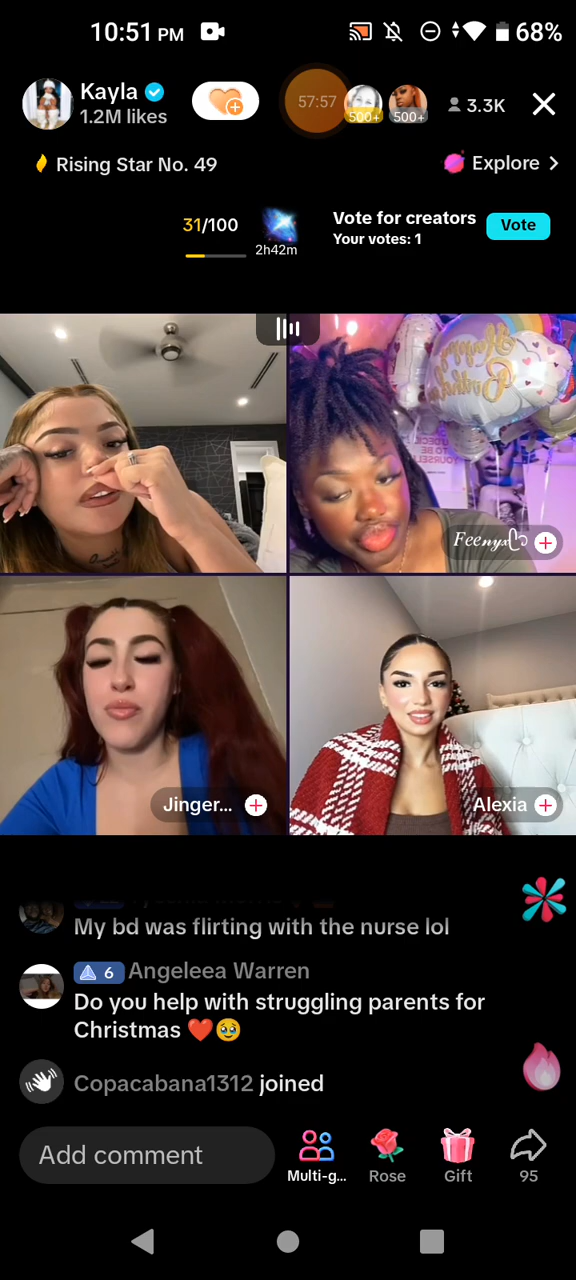 10:51 PM
68%
Kayla
1.2M likes
57:57
500+
500+
3.3K
Rising Star No. 49
Explore
31/100
2h42m
Vote for creators
Your votes: 1
Vote
Feenyx
Jinger...
Alexia
My bd was flirting with the nurse lol
6 Angeleea Warren
Do you help with struggling parents for
Christmas ❤️🥹
Copacabana1312 joined
Add comment
Multi-g...
Rose
Gift
95